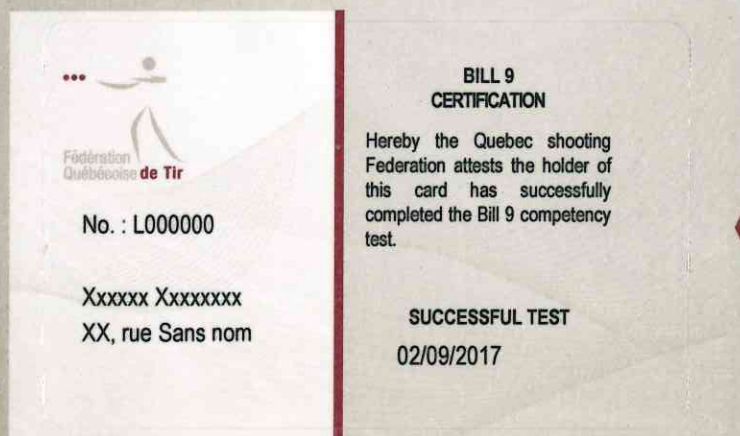 Fédération
Québécoise de Tir
No. : L000000
Xxxxxx Xxxxxxxx
XX, rue Sans nom
BILL 9
CERTIFICATION
Hereby the Quebec shooting
Federation attests the holder of
this card has successfully
completed the Bill 9 competency
test.
SUCCESSFUL TEST
02/09/2017